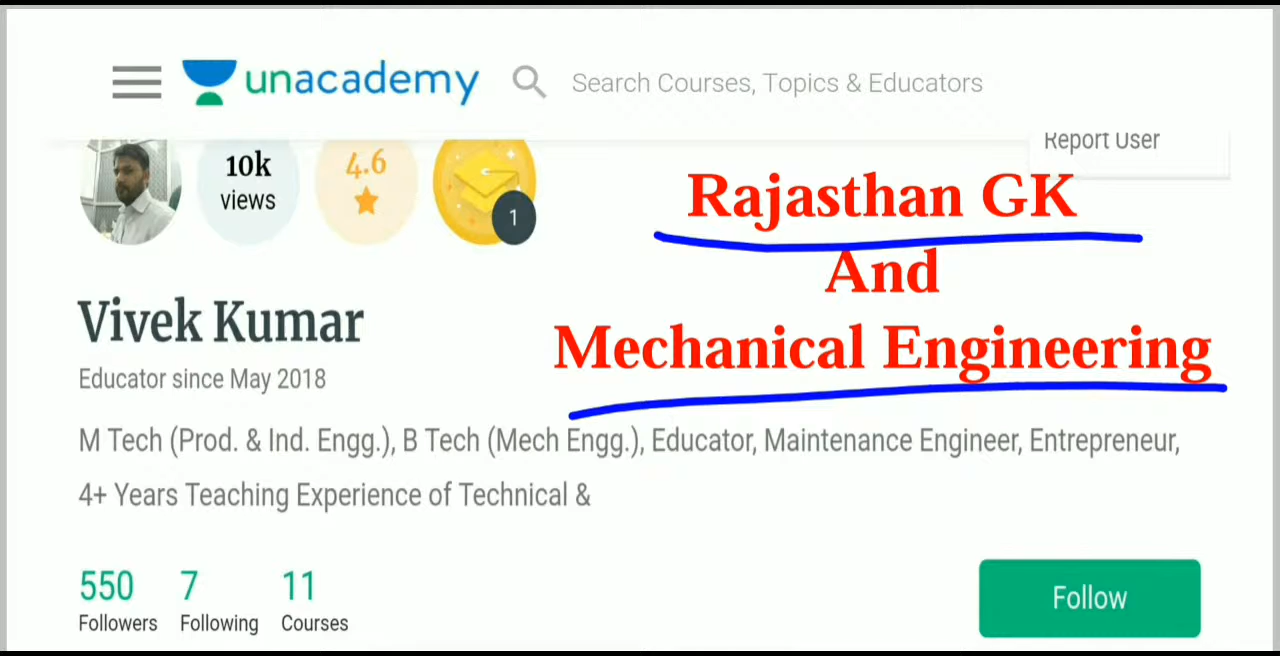 unacademy
Search Courses, Topics & Educators
Report User
10k
views
4.6
1
Rajasthan GK
And
Mechanical Engineering
Vivek Kumar
Educator since May 2018
M Tech (Prod. & Ind. Engg.), B Tech (Mech Engg.), Educator, Maintenance Engineer, Entrepreneur,
4+ Years Teaching Experience of Technical &
550 7 11
Followers Following Courses
Follow